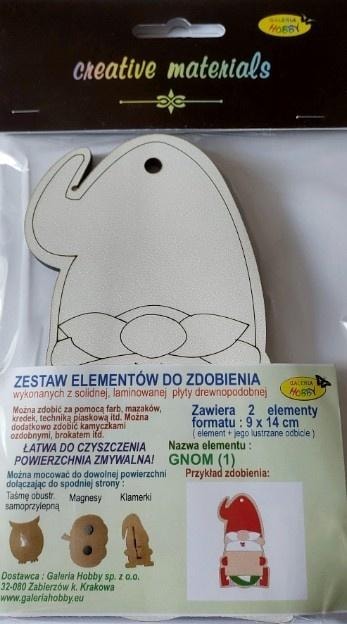 GALERIA
HOBBY
creative materials
ZESTAW ELEMENTÓW DO ZDOBIENIA
wykonanych z solidnej, laminowanej płyty drewnopodobnej
GALERIA
HOBBY
Można zdobić za pomocą farb, mazaków,
kredek, techniką piaskową itd. Można
dodatkowo zdobić kamyczkami
ozdobnymi, brokatem itd.
ŁATWA DO CZYSZCZENIA
POWIERZCHNIA ZMYWALNA!
Można mocować do dowolnej powierzchni
dołączając do spodniej strony :
Taśmę obustr.
samoprzylepną
Magnesy
Klamerki
Zawiera 2 elementy
formatu : 9 x 14 cm
( element + jego lustrzane odbicie )
Nazwa elementu :
GNOM (1)
Przykład zdobienia:
Dostawca : Galeria Hobby sp. z o.o.
32-080 Zabierzów k. Krakowa
www.galeriahobby.eu